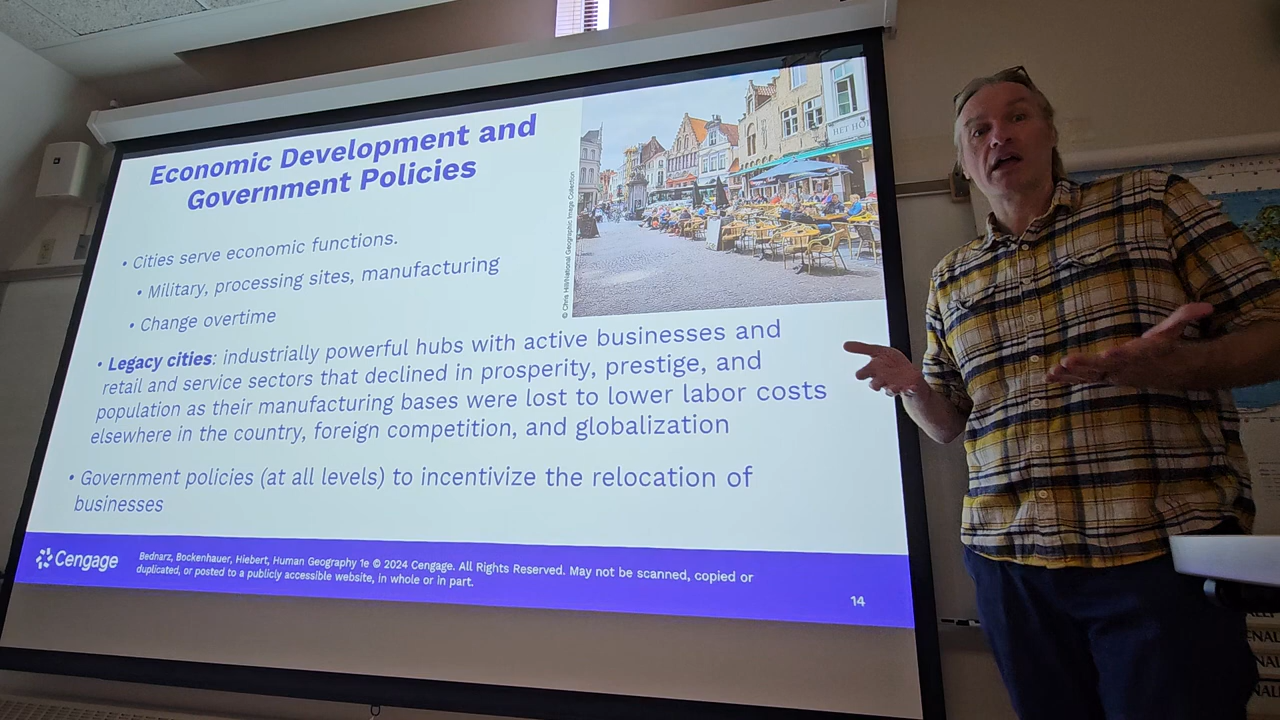 Economic Development and
Government Policies
© Chris Hill/National Geographic Image Collection
HET HO
• Cities serve economic functions.
• Military, processing sites, manufacturing
• Change overtime
• Legacy cities: industrially powerful hubs with active businesses and
retail and service sectors that declined in prosperity, prestige, and
population as their manufacturing bases were lost to lower labor costs
elsewhere in the country, foreign competition, and globalization
• Government policies (at all levels) to incentivize the relocation of
businesses
Cengage
Bednarz, Bockenhauer, Hiebert, Human Geography 1e © 2024 Cengage. All Rights Reserved. May not be scanned, copied or
duplicated, or posted to a publicly accessible website, in whole or in part.
14